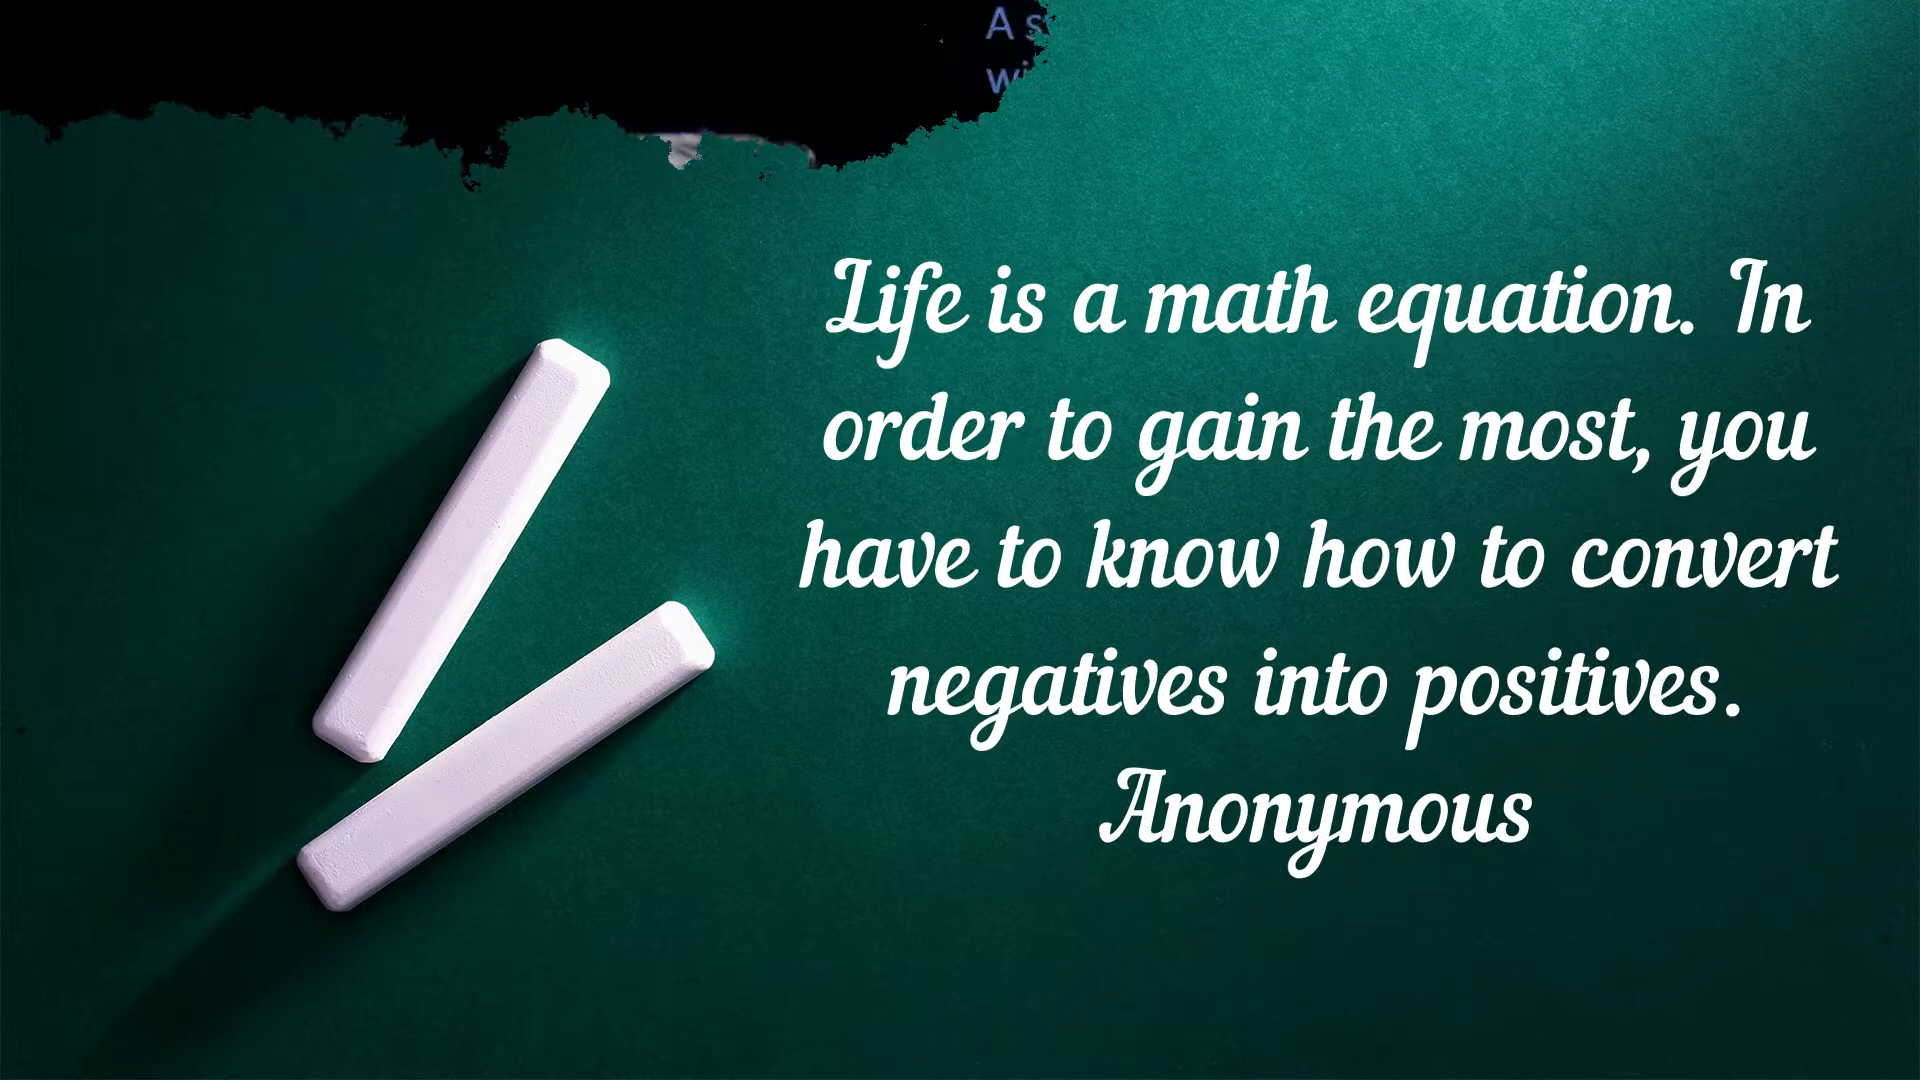 A
Life is a math equation. In
order to gain the most, you
have to know how to convert
negatives into positives.
Anonymous